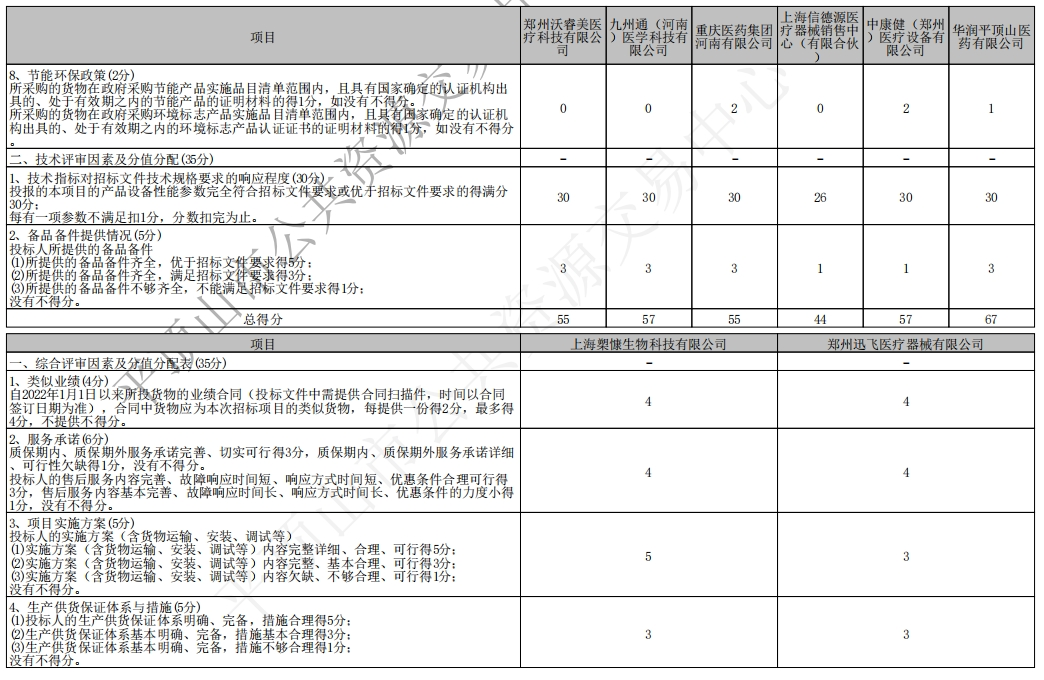 项目 郑州沃睿美医疗科技有限公司 九州通（河南）医学科技有限公司 重庆医药集团河南有限公司 上海信德源医疗器械销售中心（有限合伙） 中康健（郑州）医疗设备有限公司 华润平顶山医药有限公司
8、节能环保政策(2分)
所采购的货物在政府采购节能产品实施品目清单范围内，且具有国家确定的认证机构出
具的、处于有效期之内的节能产品的证明材料的得1分，如没有不得分。
所采购的货物在政府采购环境标志产品实施品目清单范围内，且具有国家确定的认证机
构出具的、处于有效期之内的环境标志产品认证证书的证明材料的得1分，如没有不得分
。
0 0 2 0 2 1
二、技术评审因素及分值分配(35分) － － － － － －
1、技术指标对招标文件技术规格要求的响应程度(30分)
投报的本项目的产品设备性能参数完全符合招标文件要求或优于招标文件要求的得满分
30分；
每有一项参数不满足扣1分，分数扣完为止。
30 30 30 26 30 30
2、备品备件提供情况(5分)
投标人所提供的备品备件
(1)所提供的备品备件齐全，优于招标文件要求得5分；
(2)所提供的备品备件齐全，满足招标文件要求得3分；
(3)所提供的备品备件不够齐全，不能满足招标文件要求得1分；
没有不得分。
3 3 3 1 1 3
总得分 55 57 55 44 57 67
项目 上海槊慷生物科技有限公司 郑州迅飞医疗器械有限公司
一、综合评审因素及分值分配表(35分) － －
1、类似业绩(4分)
自2022年1月1日以来所投货物的业绩合同（投标文件中需提供合同扫描件，时间以合同
签订日期为准），合同中货物应为本次招标项目的类似货物，每提供一份得2分，最多得
4分，不提供不得分。
4 4
2、服务承诺(6分)
质保期内、质保期外服务承诺完善、切实可行得3分，质保期内、质保期外服务承诺详细
、可行性欠缺得1分，没有不得分。
投标人的售后服务内容完善、故障响应时间短、响应方式时间短、优惠条件合理可行得
3分，售后服务内容基本完善、故障响应时间长、响应方式时间长、优惠条件的力度小得
1分，没有不得分。
4 4
3、项目实施方案(5分)
投标人的实施方案（含货物运输、安装、调试等）
(1)实施方案（含货物运输、安装、调试等）内容完整详细、合理、可行得5分；
(2)实施方案（含货物运输、安装、调试等）内容完整、基本合理、可行得3分；
(3)实施方案（含货物运输、安装、调试等）内容欠缺、不够合理、可行得1分；
没有不得分。
5 3
4、生产供货保证体系与措施(5分)
(1)投标人的生产供货保证体系明确、完备，措施合理得5分；
(2)生产供货保证体系基本明确、完备，措施基本合理得3分；
(3)生产供货保证体系基本明确、完备，措施不够合理得1分；
没有不得分。
3 3
平顶山市公共资源交易中心
平顶山市公共资源交易中心